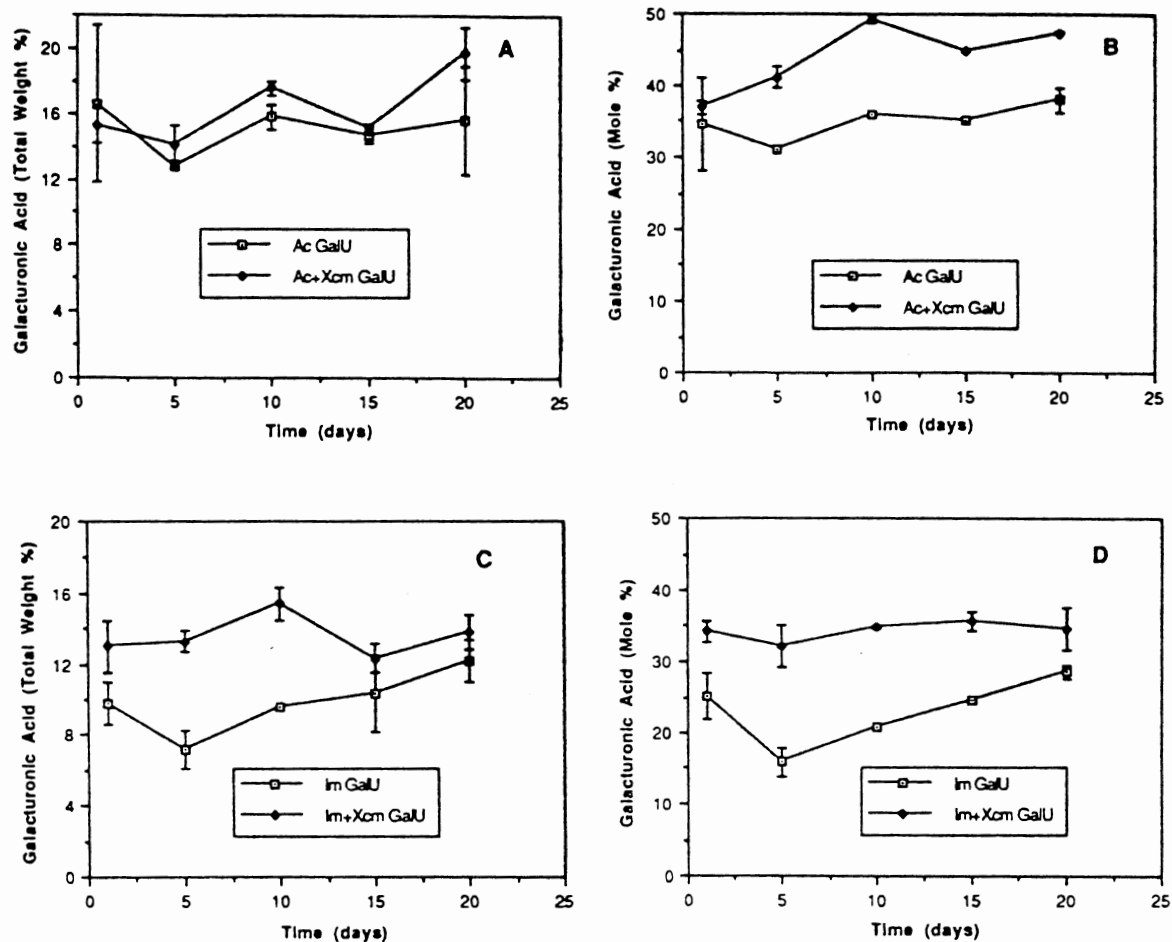 A
Galacturonic Acid (Total Weight %)
20
16
12
8
4
0
Ac GalU
Ac+Xcm GalU
0 5 10 15 20 25
Time (days)
B
Galacturonic Acid (Mole %)
50
40
30
20
10
0
Ac GalU
Ac+Xcm GalU
0 5 10 15 20 25
Time (days)
C
Galacturonic Acid (Total Weight %)
20
16
12
8
4
0
Im GalU
Im+Xcm GalU
0 5 10 15 20 25
Time (days)
D
Galacturonic Acid (Mole %)
50
40
30
20
10
0
Im GalU
Im+Xcm GalU
0 5 10 15 20 25
Time (days)